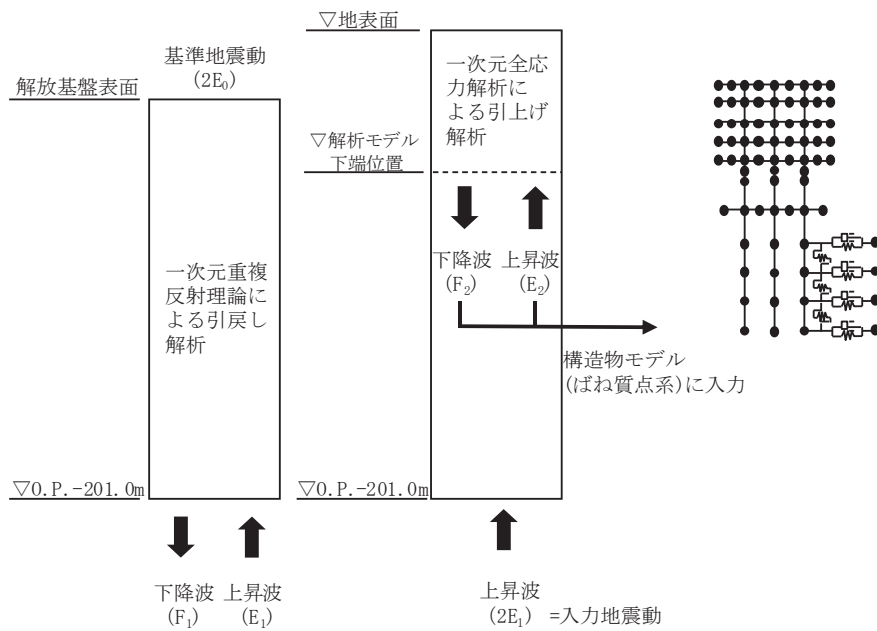 基準地震動
(2E₀)
解放基盤表面
一次元重複
反射理論に
よる引戻し
解析
▽O.P.-201.0m
下降波
(F₁)
上昇波
(E₁)
▽地表面
一次元全応
力解析に
よる引上げ
解析
▽解析モデル
下端位置
下降波
(F₂)
上昇波
(E₂)
構造物モデル
(ばね質点系)に入力
▽O.P.-201.0m
上昇波
(2E₁) =入力地震動